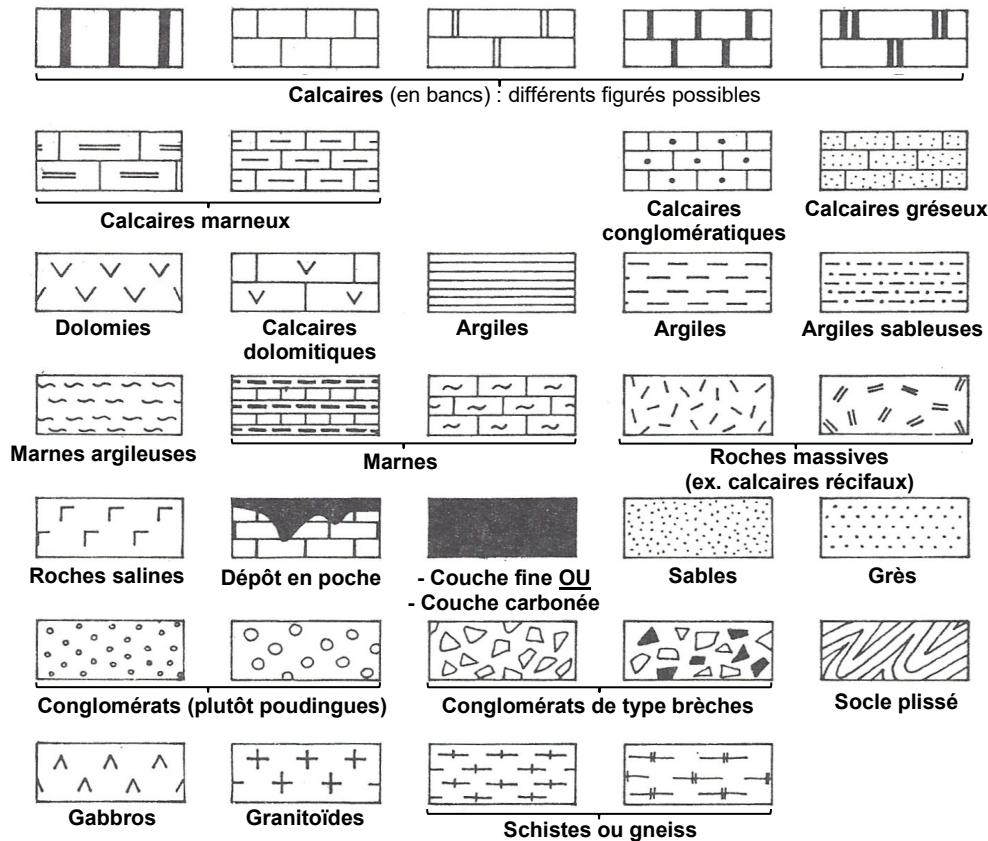 Calcaires (en bancs) : différents figurés possibles
Calcaires marneux
Calcaires
conglomératiques
Calcaires gréseux
Dolomies
Calcaires
dolomitiques
Argiles
Argiles
Argiles sableuses
Marnes argileuses
Marnes
Roches massives
(ex. calcaires récifaux)
Roches salines
Dépôt en poche
- Couche fine OU
- Couche carbonée
Sables
Grès
Conglomérats (plutôt poudingues)
Conglomérats de type brèches
Socle plissé
Gabbros
Granitoïdes
Schistes ou gneiss